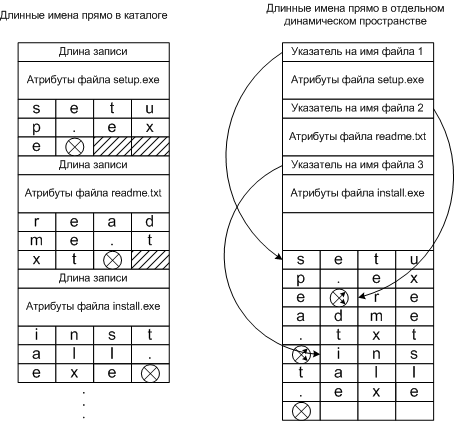 Длинные имена прямо в каталоге
Длина записи
Атрибуты файла setup.exe
s e t u
p . e x
e
Длина записи
Атрибуты файла readme.txt
r e a d
m e . t
x t
Длина записи
Атрибуты файла install.exe
i n s t
a l l .
e x e
. . .
Длинные имена прямо в отдельном
динамическом пространстве
Указатель на имя файла 1
Атрибуты файла setup.exe
Указатель на имя файла 2
Атрибуты файла readme.txt
Указатель на имя файла 3
Атрибуты файла install.exe
s e t u
p . e x
e r e
a d m e
. t x t
i n s
t a l l
. e x e